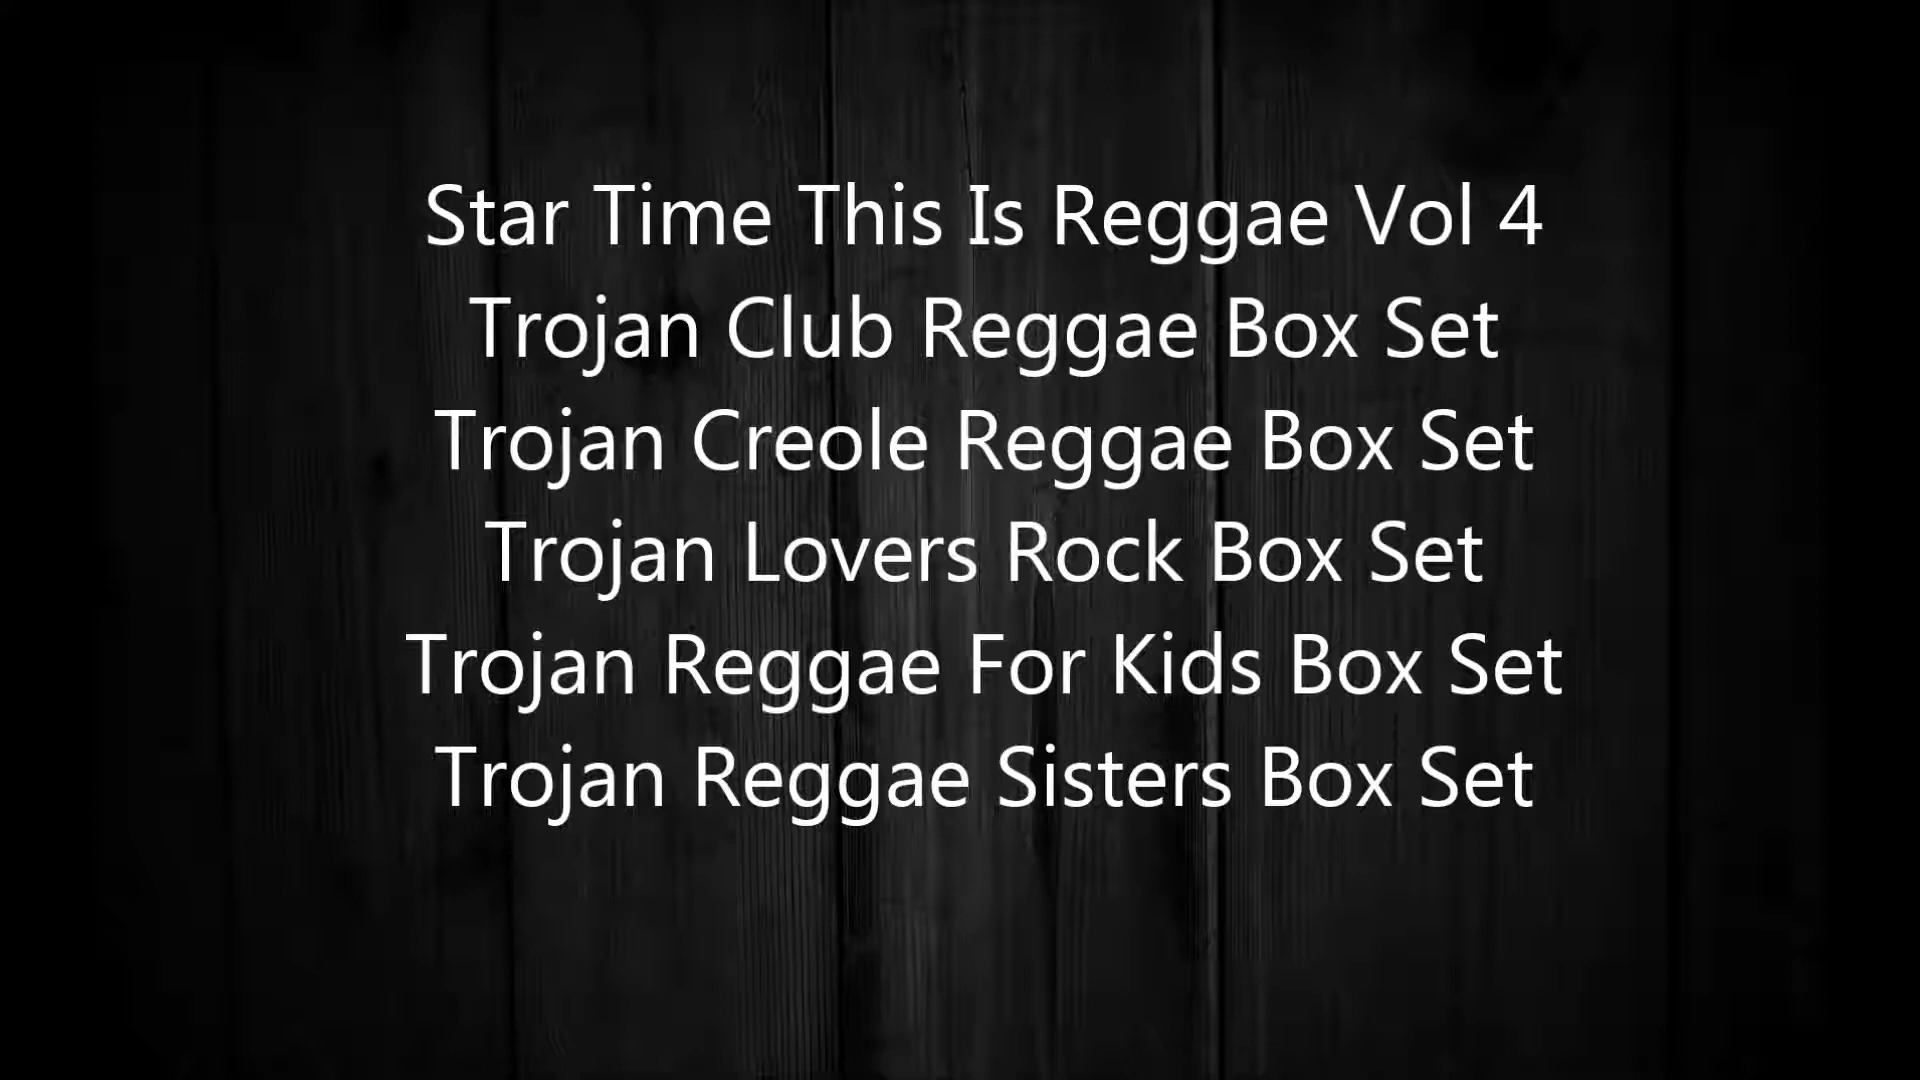 Star Time This Is Reggae Vol 4
Trojan Club Reggae Box Set
Trojan Creole Reggae Box Set
Trojan Lovers Rock Box Set
Trojan Reggae For Kids Box Set
Trojan Reggae Sisters Box Set